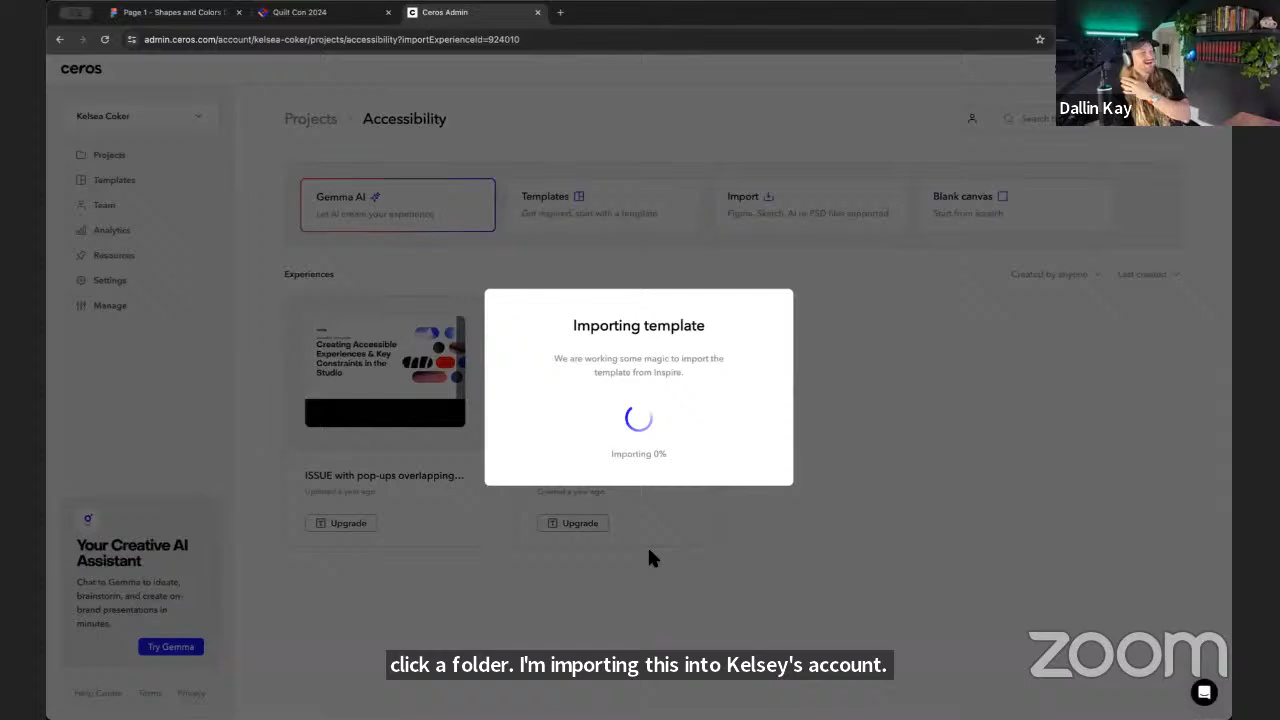 Page 1 – Shapes and Colors
Quilt Con 2024
Ceros Admin
admin.ceros.com/account/kelsea-coker/projects/accessibility?importExperienceId=924010
ceros
Dallin Kay
Kelsea Coker
Projects
Accessibility
Search
Projects
Templates
Team
Analytics
Resources
Settings
Manage
Gemma AI
Let AI create your experience
Templates
Get inspired, start with a template
Import
Figma, Sketch, AI or PSD files supported
Blank canvas
Start from scratch
Experiences
Created by anyone
Last created
Creating Accessible
Experiences & Key
Constraints in the
Studio
ISSUE with pop-ups overlapping...
Updated a year ago
Upgrade
Created a year ago
Upgrade
Importing template
We are working some magic to import the
template from Inspire.
Importing 0%
Your Creative AI
Assistant
Chat to Gemma to ideate,
brainstorm, and create on-
brand presentations in
minutes.
Try Gemma
Help Center
Terms
Privacy
click a folder. I'm importing this into Kelsey's account.
zoom